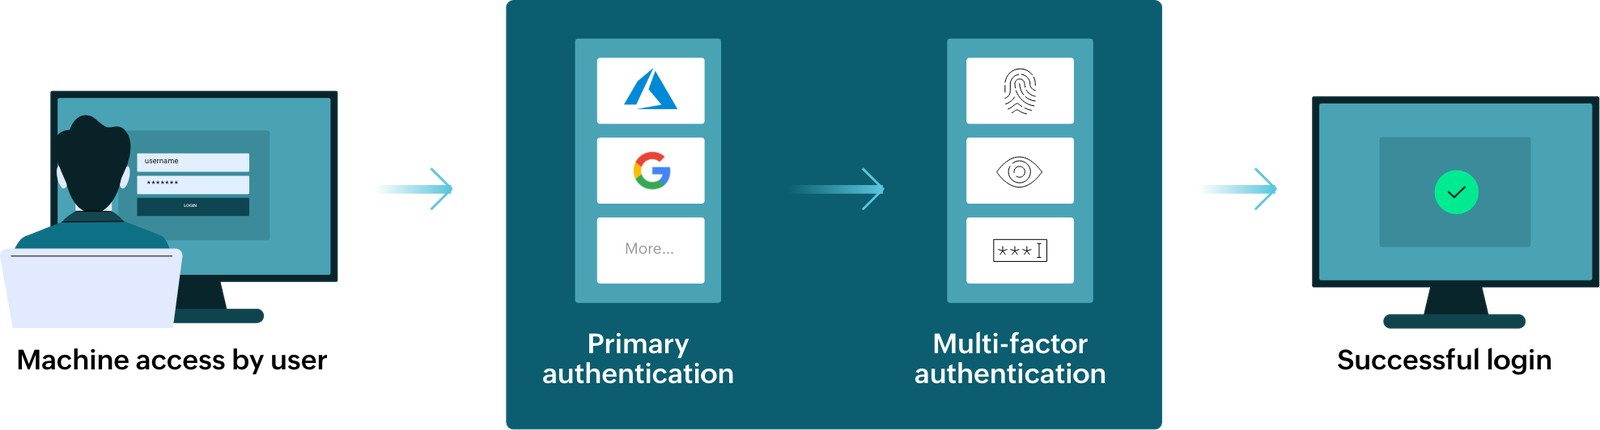 username
*******
LOGIN
More...
***
Machine access by user
Primary
authentication
Multi-factor
authentication
Successful login